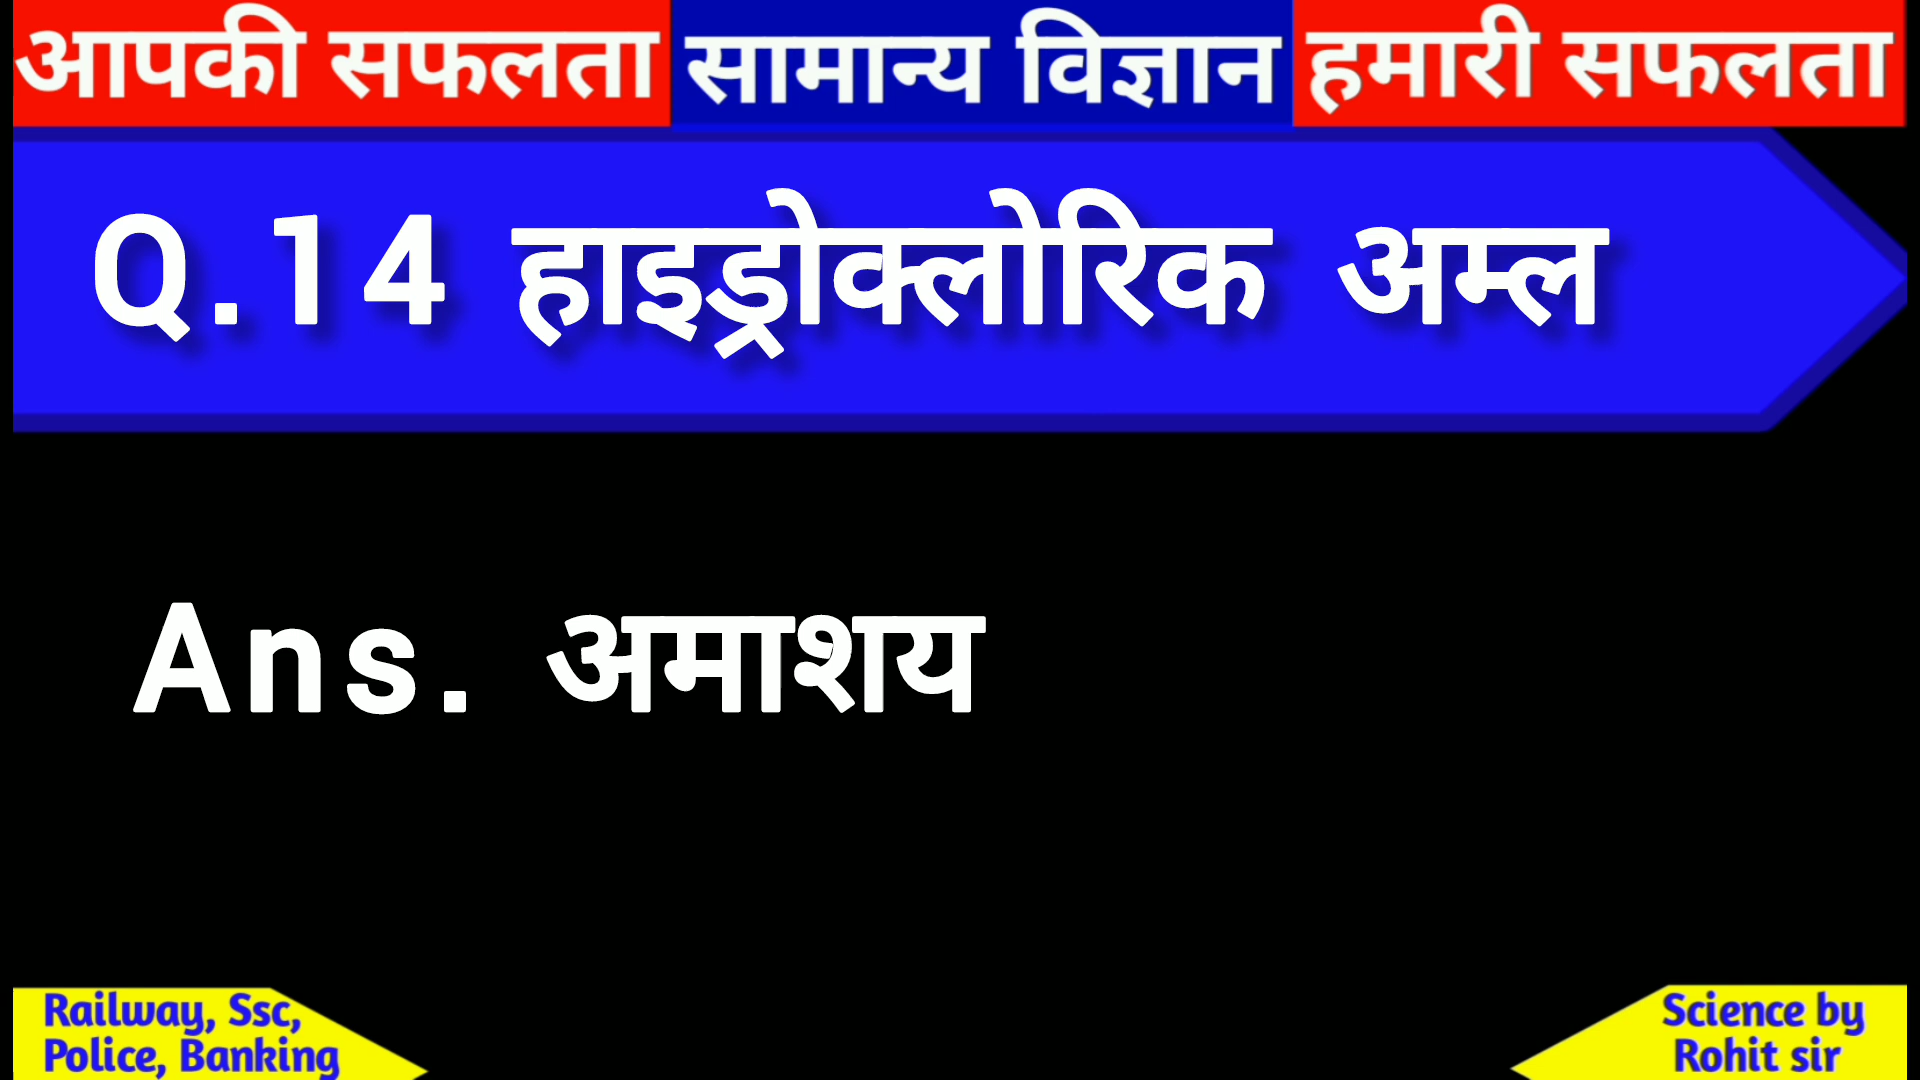 आपकी सफलता सामान्य विज्ञान हमारी सफलता
Q.14 हाइड्रोक्लोरिक अम्ल
Ans. अमाशय
Railway, Ssc,
Police, Banking
Science by
Rohit sir